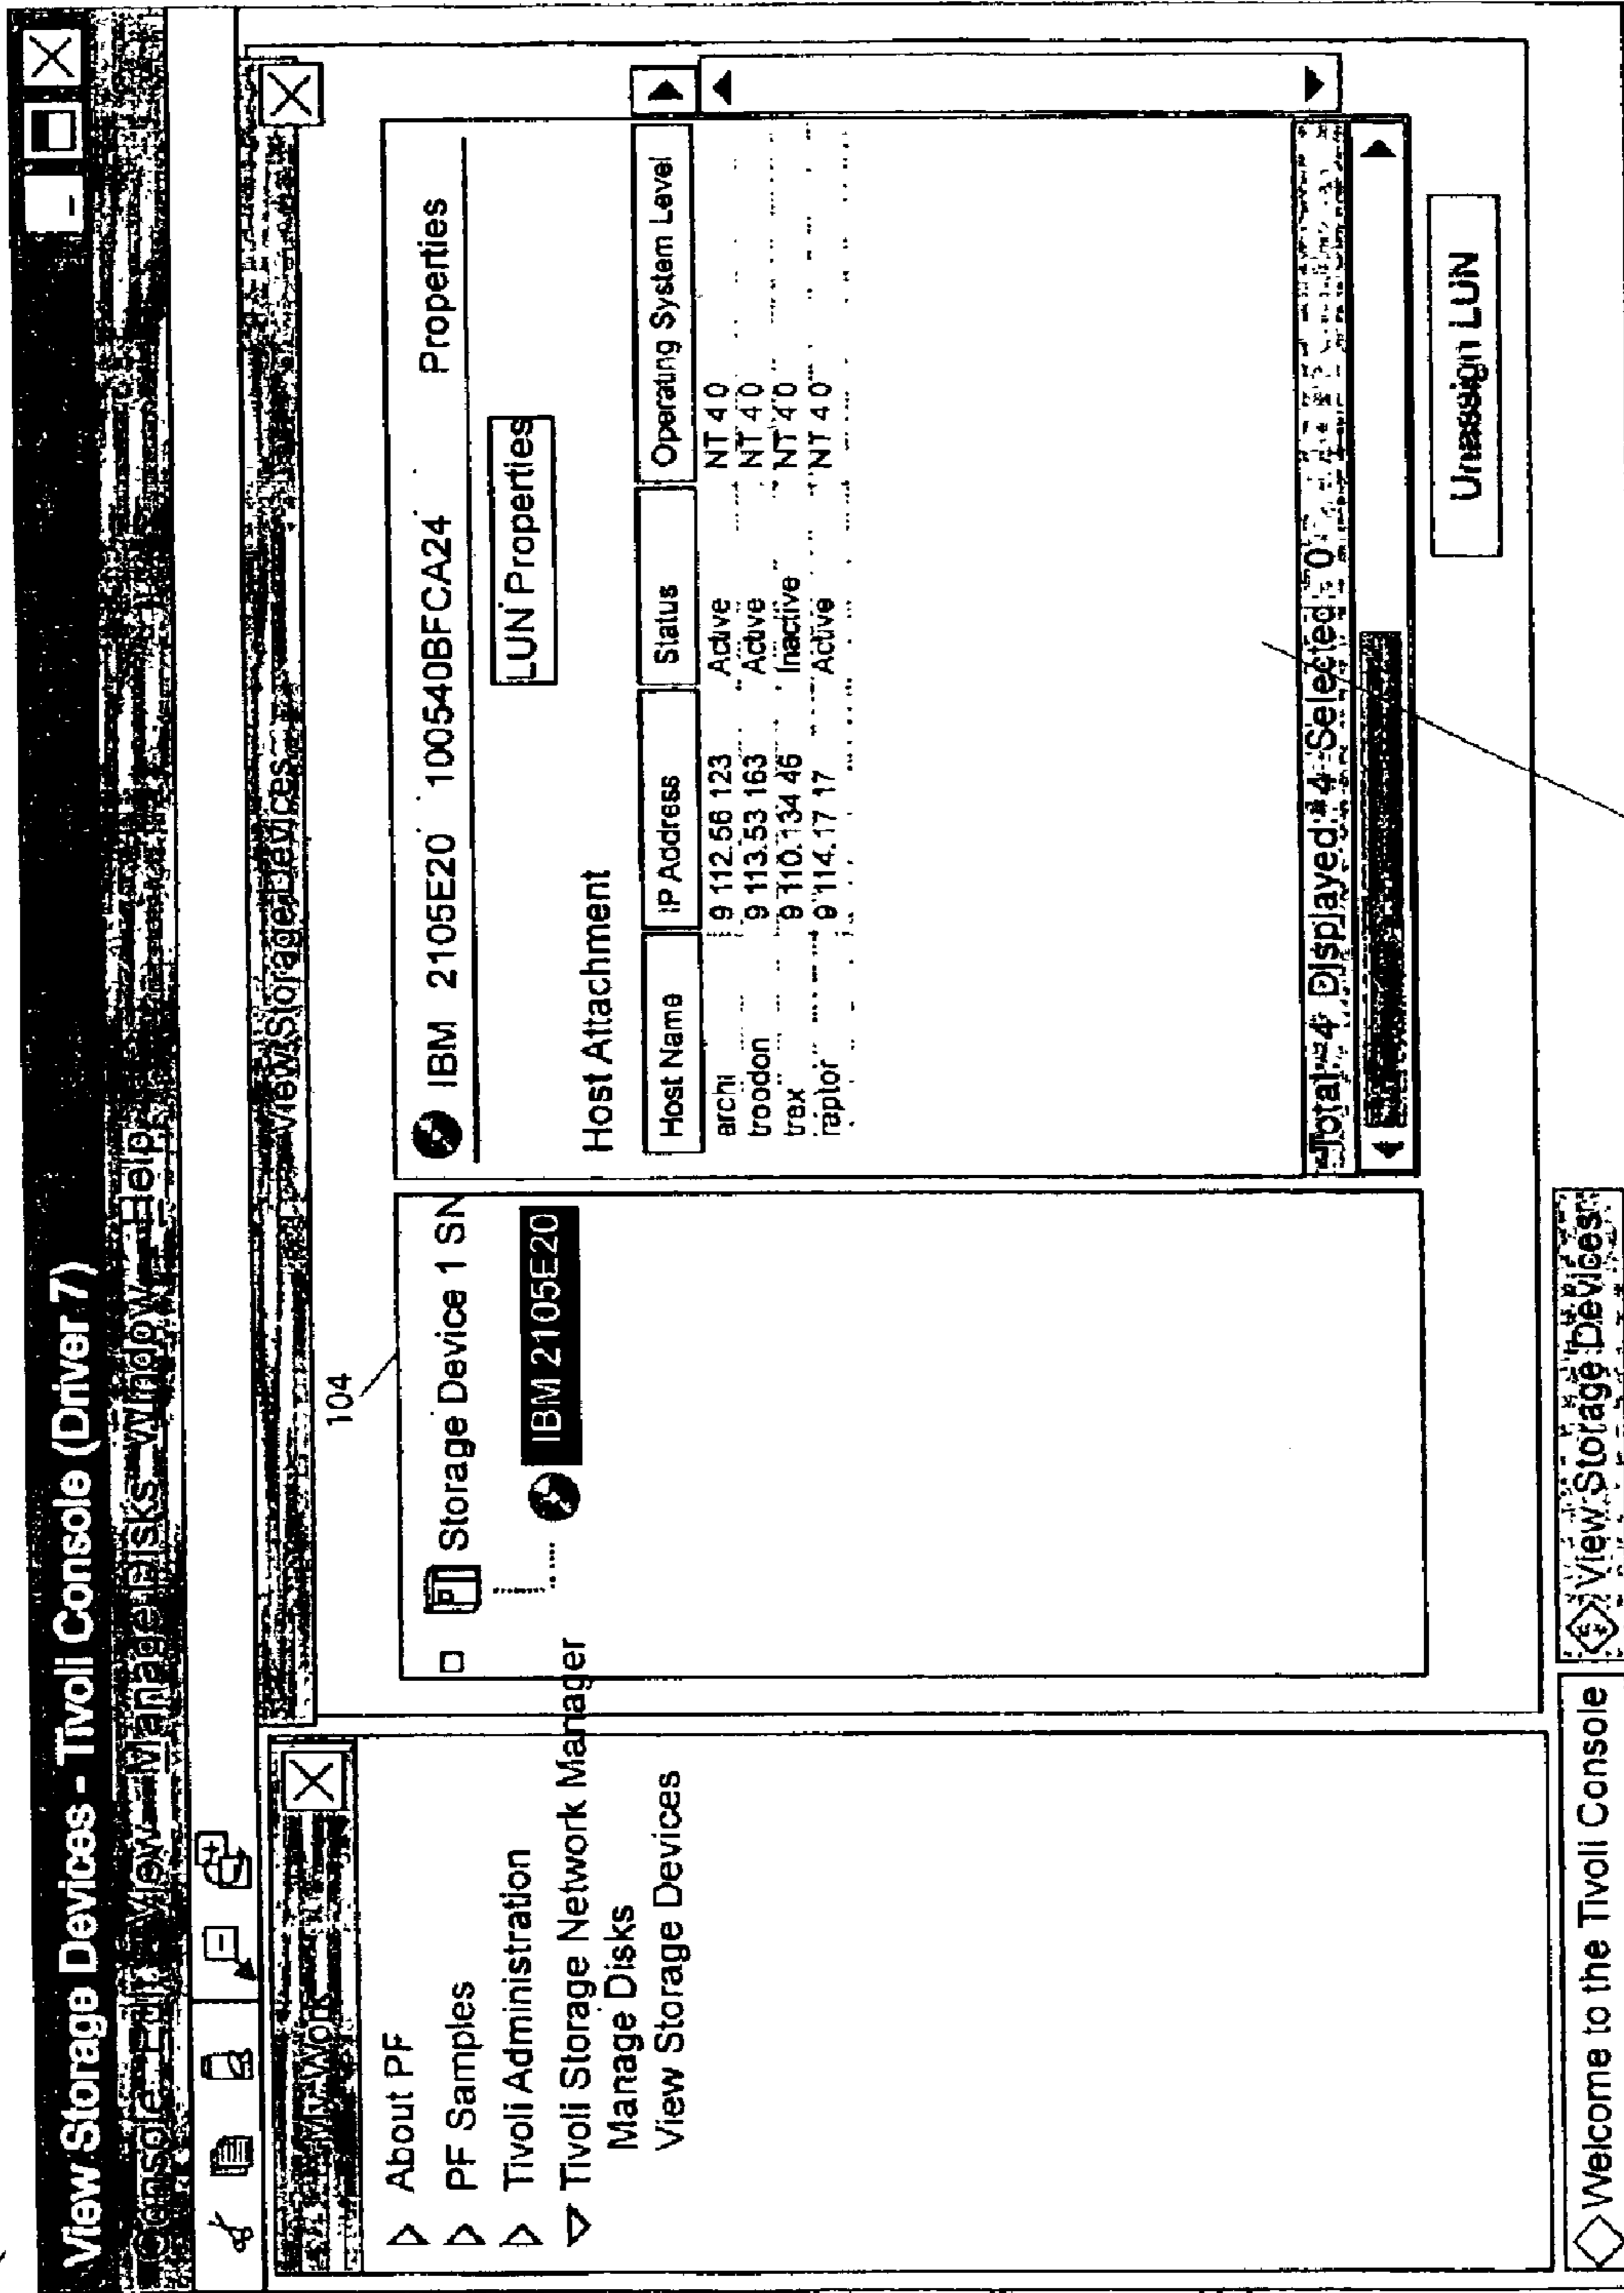 View Storage Devices - Tivoli Console (Driver 7)
Console Edit View Manage Disks Window Help
My Work
View Storage Devices
104
About PF
PF Samples
Tivoli Administration
Tivoli Storage Network Manager
Manage Disks
View Storage Devices
Storage Device 1 SN
IBM 2105E20
IBM 2105E20 100540BFCA24 Properties
LUN Properties
Host Attachment
Host Name IP Address Status Operating System Level
archi 9 112.56 123 Active NT 4 0
troodon 9 113.53 163 Active NT 4 0
trex 9 110.134 46 Inactive NT 4 0
raptor 9 114.17 17 Active NT 4 0
Total 4 Displayed 4 Selected 0
Unassign LUN
Welcome to the Tivoli Console
View Storage Devices